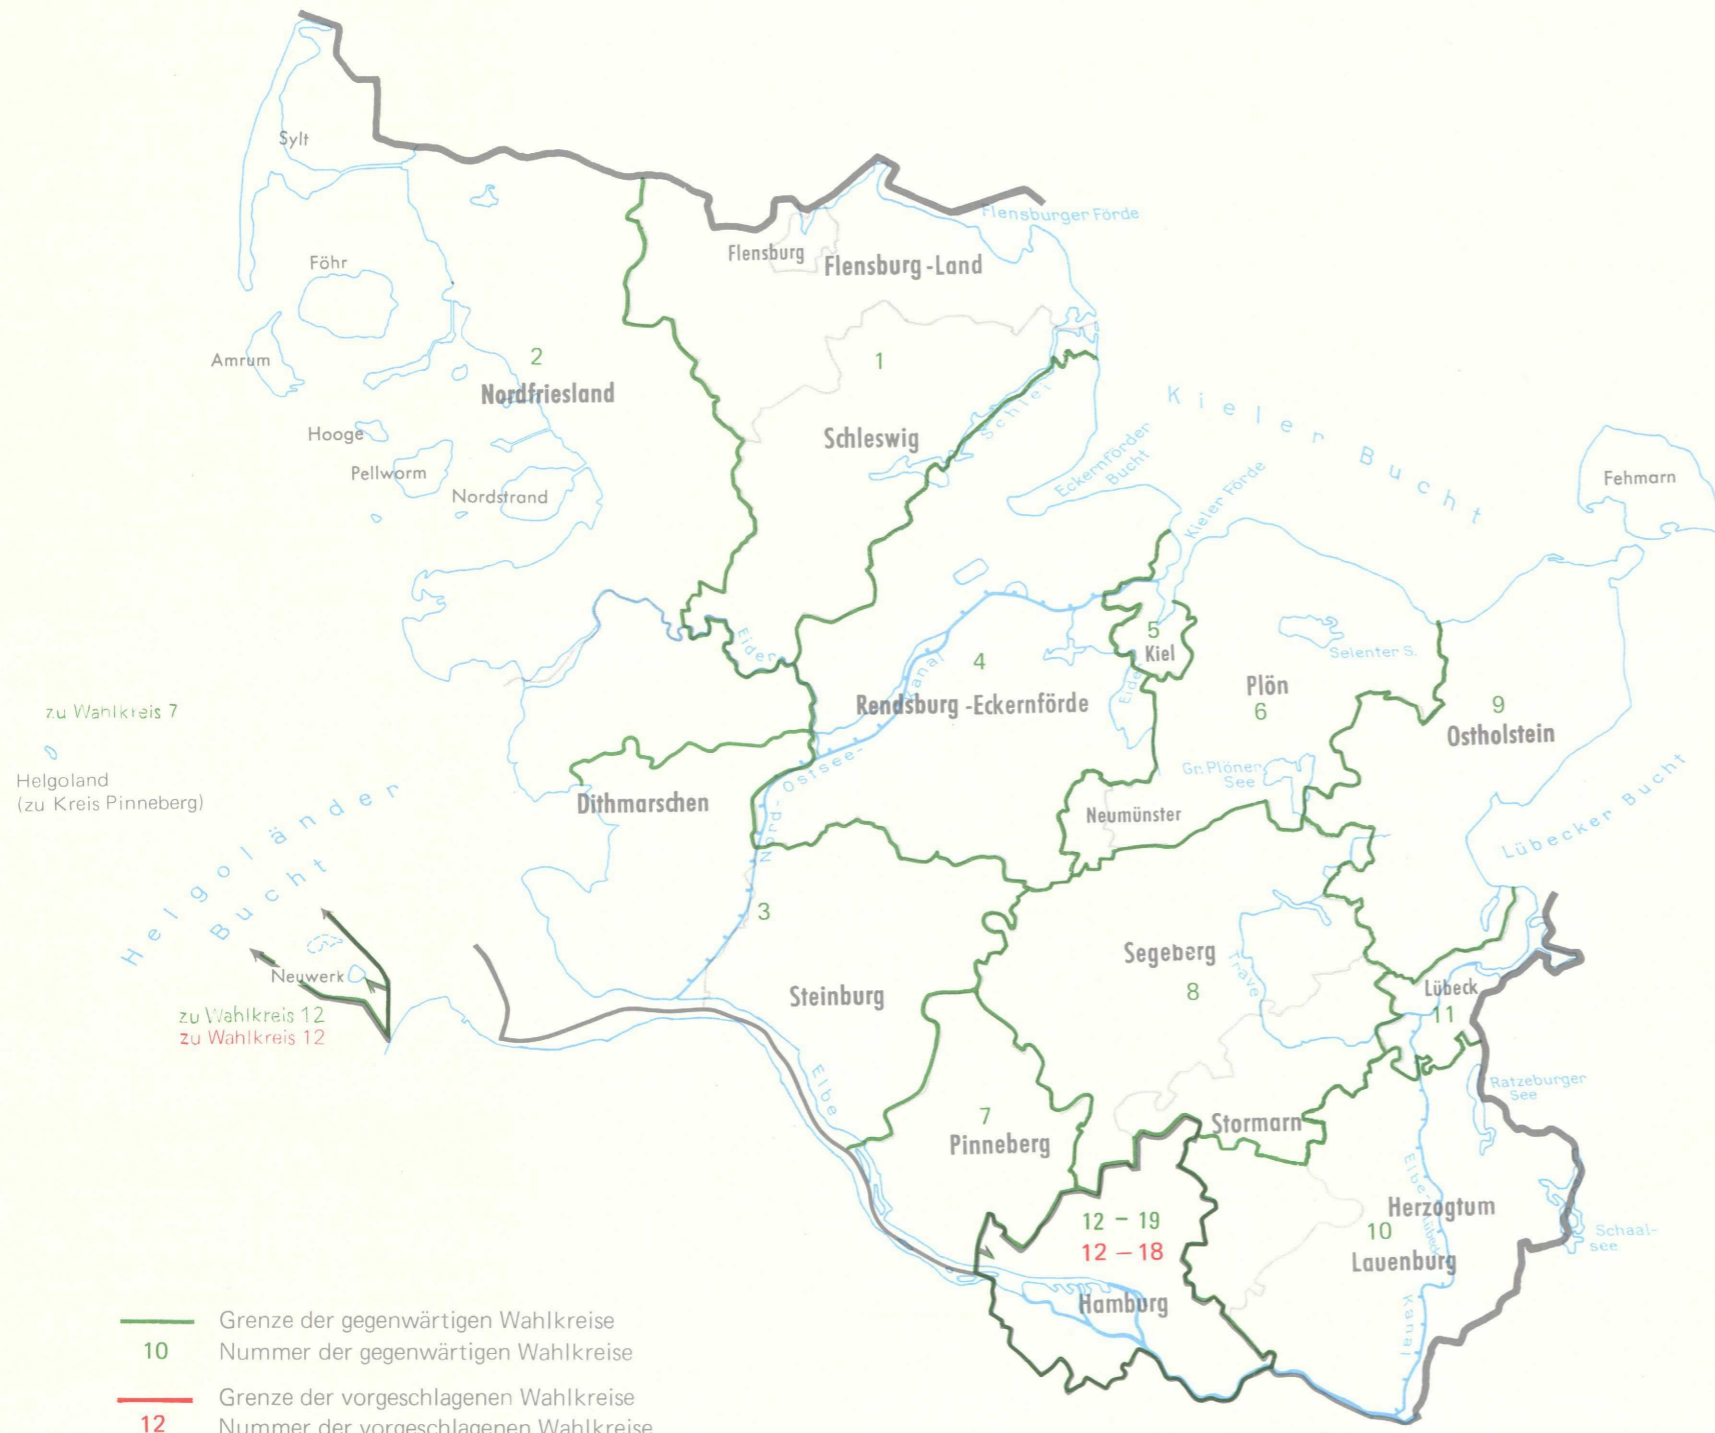 Sylt
Föhr
Amrum
Hooge
Pellworm
Nordstrand
2
Nordfriesland
Flensburg
Flensburg-Land
Flensburger Förde
1
Schleswig
Schlei
Eckernförder
Bucht
Kieler Förde
Kieler Bucht
Fehmarn
Eider
4
Rendsburg-Eckernförde
Nord-Ostsee-
Kanal
5
Kiel
Eider
Selenter S.
Plön
6
Gr. Plöner
See
9
Ostholstein
Lübecker Bucht
zu Wahlkreis 7
Helgoland
(zu Kreis Pinneberg)
Helgoländer
Bucht
Dithmarschen
Neumünster
3
Steinburg
Segeberg
8
Trave
Lübeck
11
Neuwerk
zu Wahlkreis 12
zu Wahlkreis 12
Elbe
7
Pinneberg
Stormarn
Ratzeburger
See
Elbe-Lübeck
Kanal
Herzogtum
10
Lauenburg
Schaal-
see
12 – 19
12 – 18
Hamburg
Grenze der gegenwärtigen Wahlkreise
10 Nummer der gegenwärtigen Wahlkreise
Grenze der vorgeschlagenen Wahlkreise
12 Nummer der vorgeschlagenen Wahlkreise